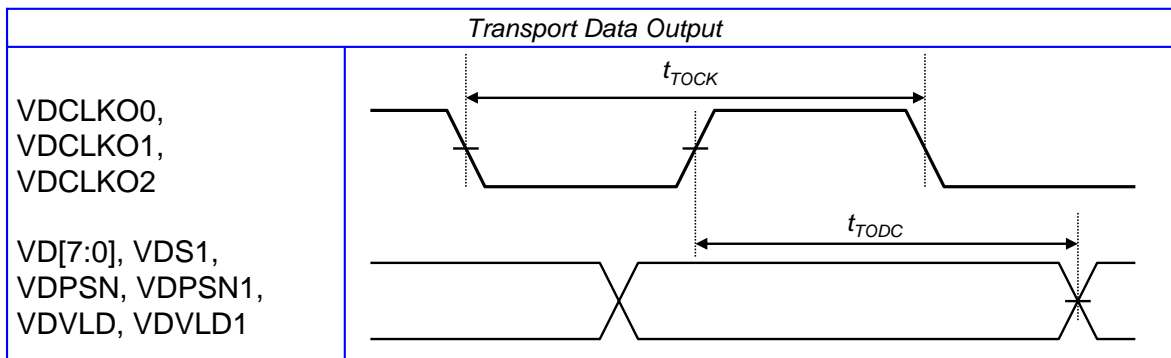 Transport Data Output
VDCLKO0,
VDCLKO1,
VDCLKO2
t_TOCK
VD[7:0], VDS1,
VDPSN, VDPSN1,
VDVLD, VDVLD1
t_TODC